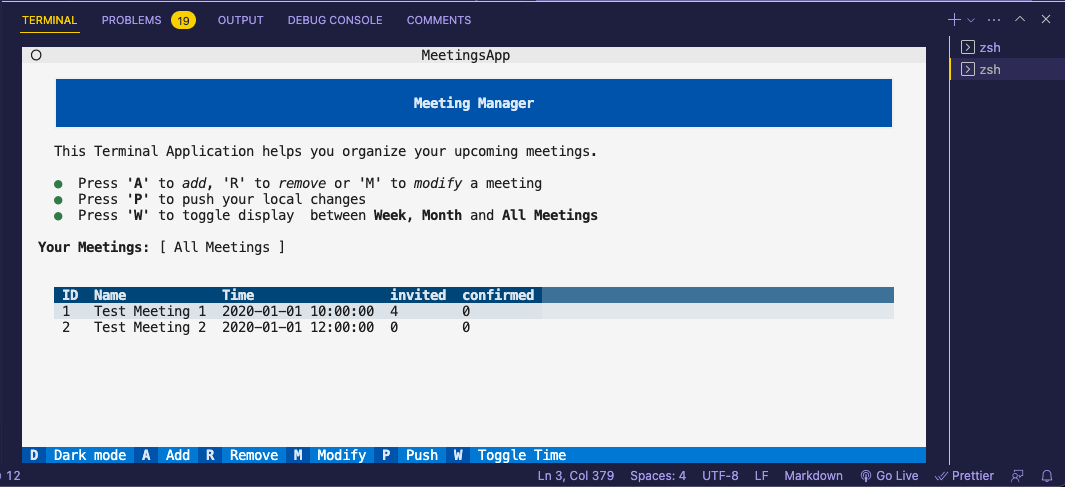 TERMINAL PROBLEMS 19 OUTPUT DEBUG CONSOLE COMMENTS
MeetingsApp
zsh
zsh
Meeting Manager
This Terminal Application helps you organize your upcoming meetings.
Press 'A' to add, 'R' to remove or 'M' to modify a meeting
Press 'P' to push your local changes
Press 'W' to toggle display between Week, Month and All Meetings
Your Meetings: [ All Meetings ]
ID Name Time invited confirmed
1 Test Meeting 1 2020-01-01 10:00:00 4 0
2 Test Meeting 2 2020-01-01 12:00:00 0 0
D Dark mode A Add R Remove M Modify P Push W Toggle Time
12 Ln 3, Col 379 Spaces: 4 UTF-8 LF Markdown Go Live Prettier